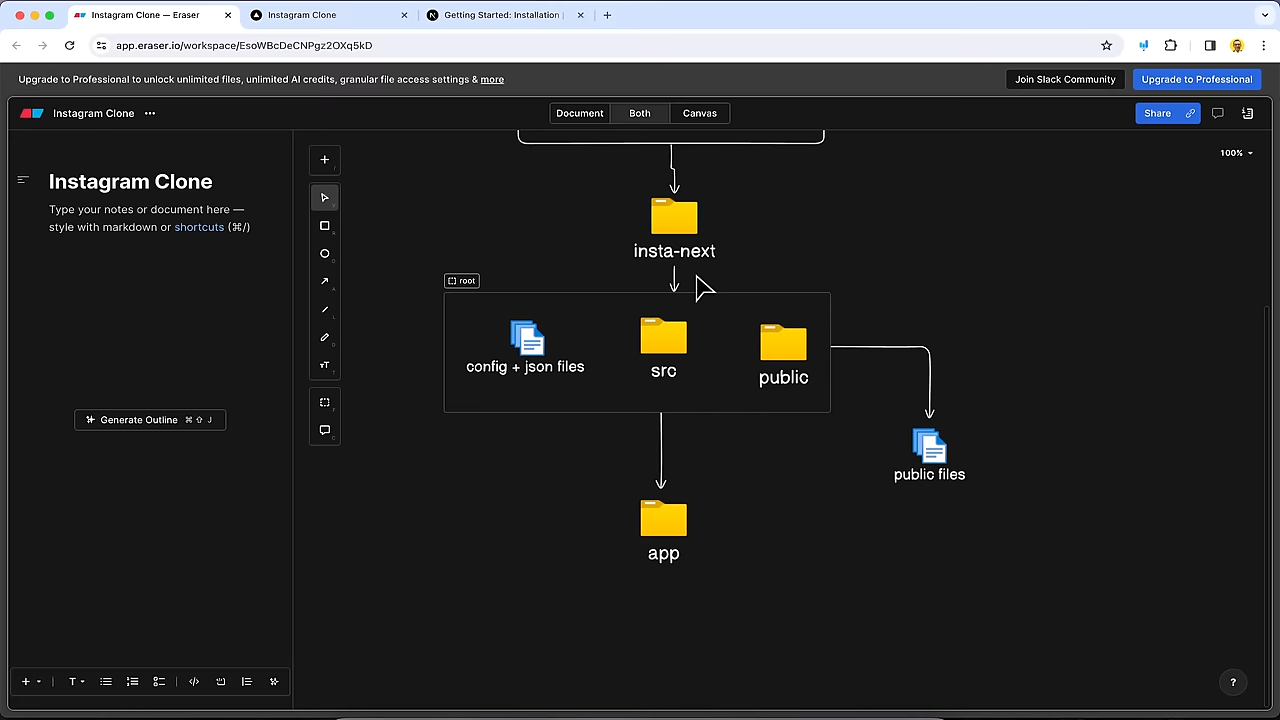 Instagram Clone — Eraser
Instagram Clone
Getting Started: Installation
app.eraser.io/workspace/EsoWBcDeCNPgz2OXq5kD
Upgrade to Professional to unlock unlimited files, unlimited AI credits, granular file access settings & more
Join Slack Community
Upgrade to Professional
Instagram Clone
Document
Both
Canvas
Share
100%
Instagram Clone
Type your notes or document here —
style with markdown or shortcuts (⌘/)
Generate Outline ⌘ ⇧ J
insta-next
root
config + json files
src
public
public files
app